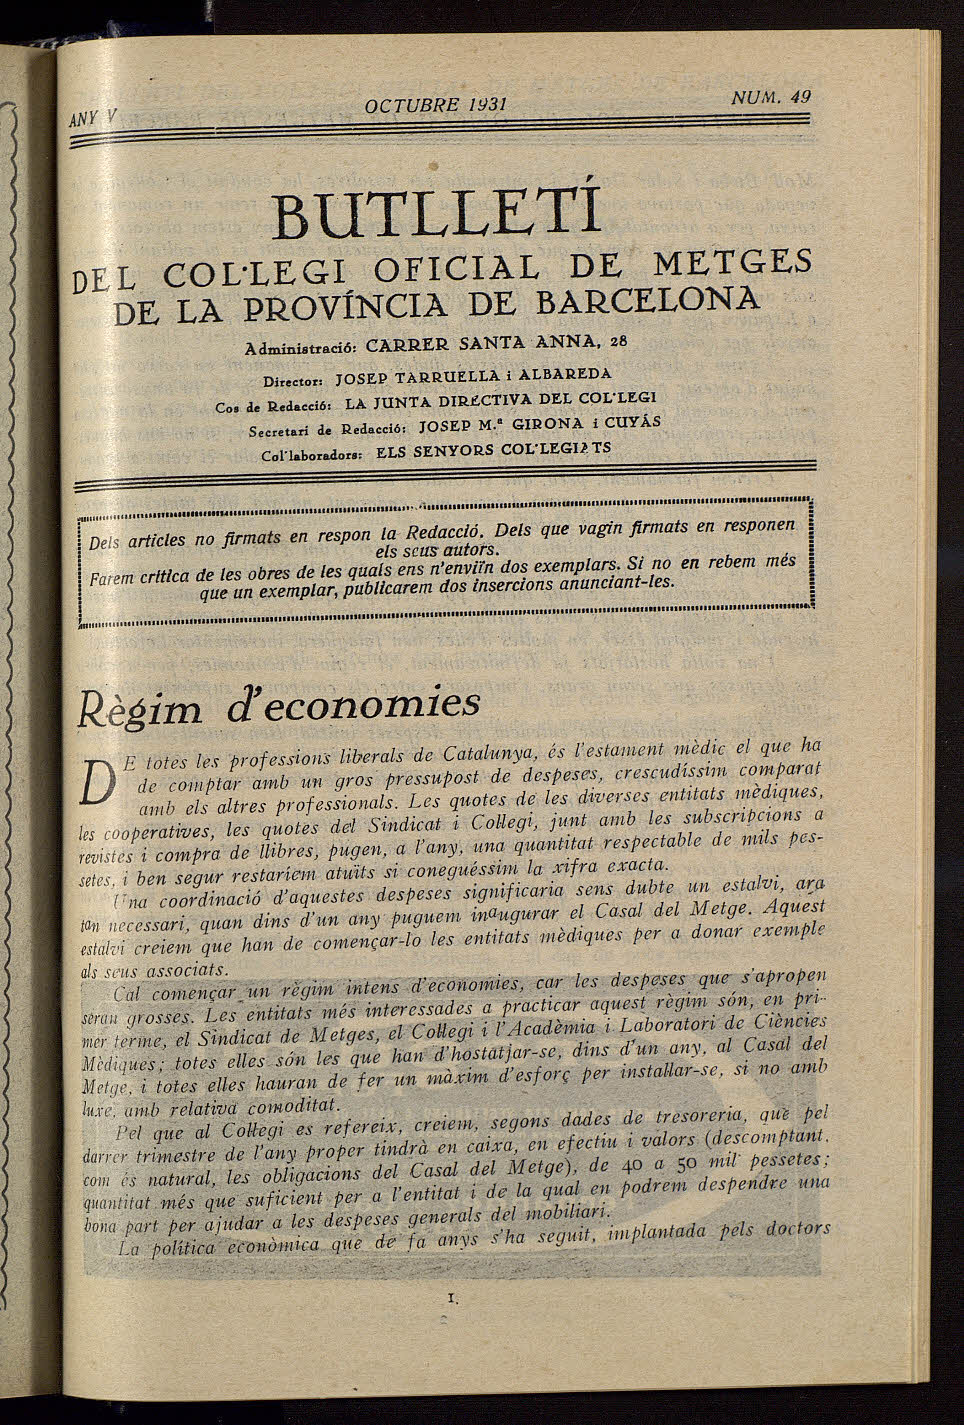 ANY V
OCTUBRE 1931
NUM. 49
BUTLLETÍ
DEL COL·LEGI OFICIAL DE METGES
DE LA PROVÍNCIA DE BARCELONA
Administració: CARRER SANTA ANNA, 28
Director: JOSEP TARRUELLA i ALBAREDA
Cos de Redacció: LA JUNTA DIRECTIVA DEL COL·LEGI
Secretari de Redacció: JOSEP M.ª GIRONA i CUYÁS
Col·laboradors: ELS SENYORS COL·LEGIATS
Dels articles no firmats en respon la Redacció. Dels que vagin firmats en responen
els seus autors.
Farem crítica de les obres de les quals ens n'enviïn dos exemplars. Si no en rebem més
que un exemplar, publicarem dos insercions anunciant-les.
Règim d'economies
DE totes les professions liberals de Catalunya, és l'estament mèdic el que ha
de comptar amb un gros pressupost de despeses, crescudíssim comparat
amb els altres professionals. Les quotes de les diverses entitats mèdiques,
les cooperatives, les quotes del Sindicat i Col·legi, junt amb les subscripcions a
revistes i compra de llibres, pugen, a l'any, una quantitat respectable de mils pes-
setes, i ben segur restaríem atuïts si coneguéssim la xifra exacta.
Una coordinació d'aquestes despeses significaria sens dubte un estalvi, ara
tan necessari, quan dins d'un any puguem inaugurar el Casal del Metge. Aquest
estalvi creiem que han de començar-lo les entitats mèdiques per a donar exemple
als seus associats.
Cal començar un règim intens d'economies, car les despeses que s'apropen
seran grosses. Les entitats més interessades a practicar aquest règim són, en pri-
mer terme, el Sindicat de Metges, el Col·legi i l'Acadèmia i Laboratori de Ciències
Mèdiques; totes elles són les que han d'hostatjar-se, dins d'un any, al Casal del
Metge, i totes elles hauran de fer un màxim d'esforç per instal·lar-se, si no amb
luxe, amb relativa comoditat.
Pel que al Col·legi es refereix, creiem, segons dades de tresoreria, que pel
darrer trimestre de l'any proper tindrà en caixa, en efectiu i valors (descomptant,
com és natural, les obligacions del Casal del Metge), de 40 a 50 mil pessetes;
quantitat més que suficient per a l'entitat i de la qual en podrem despendre una
bona part per ajudar a les despeses generals del mobiliari.
La política econòmica que de fa anys s'ha seguit, implantada pels doctors
1.